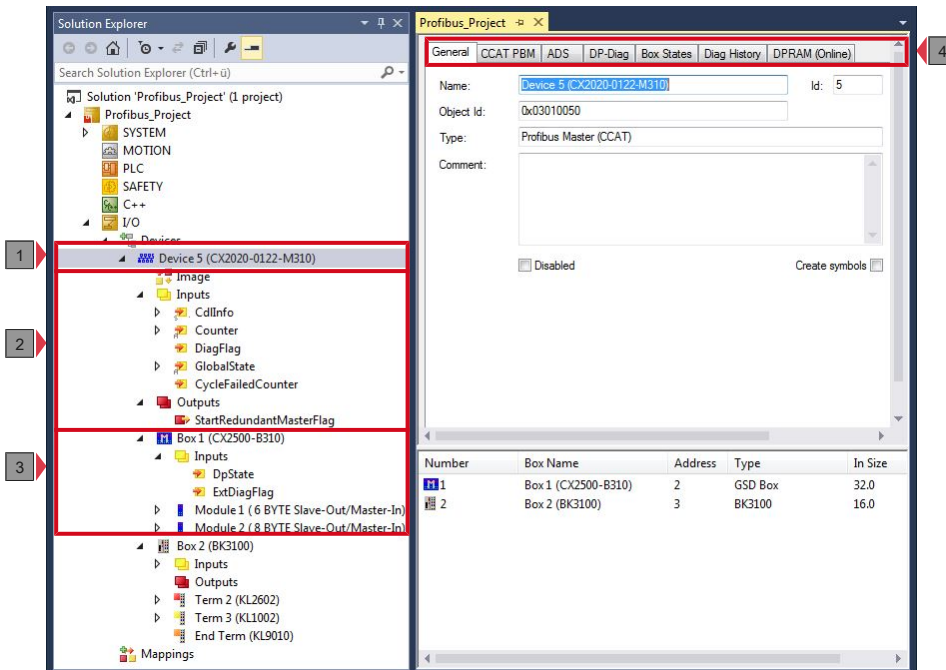 Solution Explorer
Search Solution Explorer (Ctrl+ü)
Solution 'Profibus_Project' (1 project)
Profibus_Project
SYSTEM
MOTION
PLC
SAFETY
C++
I/O
Devices
1
Device 5 (CX2020-0122-M310)
Image
Inputs
CdlInfo
Counter
2
DiagFlag
GlobalState
CycleFailedCounter
Outputs
StartRedundantMasterFlag
Box 1 (CX2500-B310)
Inputs
3
DpState
ExtDiagFlag
Module 1 ( 6 BYTE Slave-Out/Master-In)
Module 2 ( 8 BYTE Slave-Out/Master-In)
Box 2 (BK3100)
Inputs
Outputs
Term 2 (KL2602)
Term 3 (KL1002)
End Term (KL9010)
Mappings
Profibus_Project
General CCAT PBM ADS DP-Diag Box States Diag History DPRAM (Online)
4
Name: Device 5 (CX2020-0122-M310) Id: 5
Object Id: 0x03010050
Type: Profibus Master (CCAT)
Comment:
Disabled Create symbols
Number Box Name Address Type In Size
1 Box 1 (CX2500-B310) 2 GSD Box 32.0
2 Box 2 (BK3100) 3 BK3100 16.0